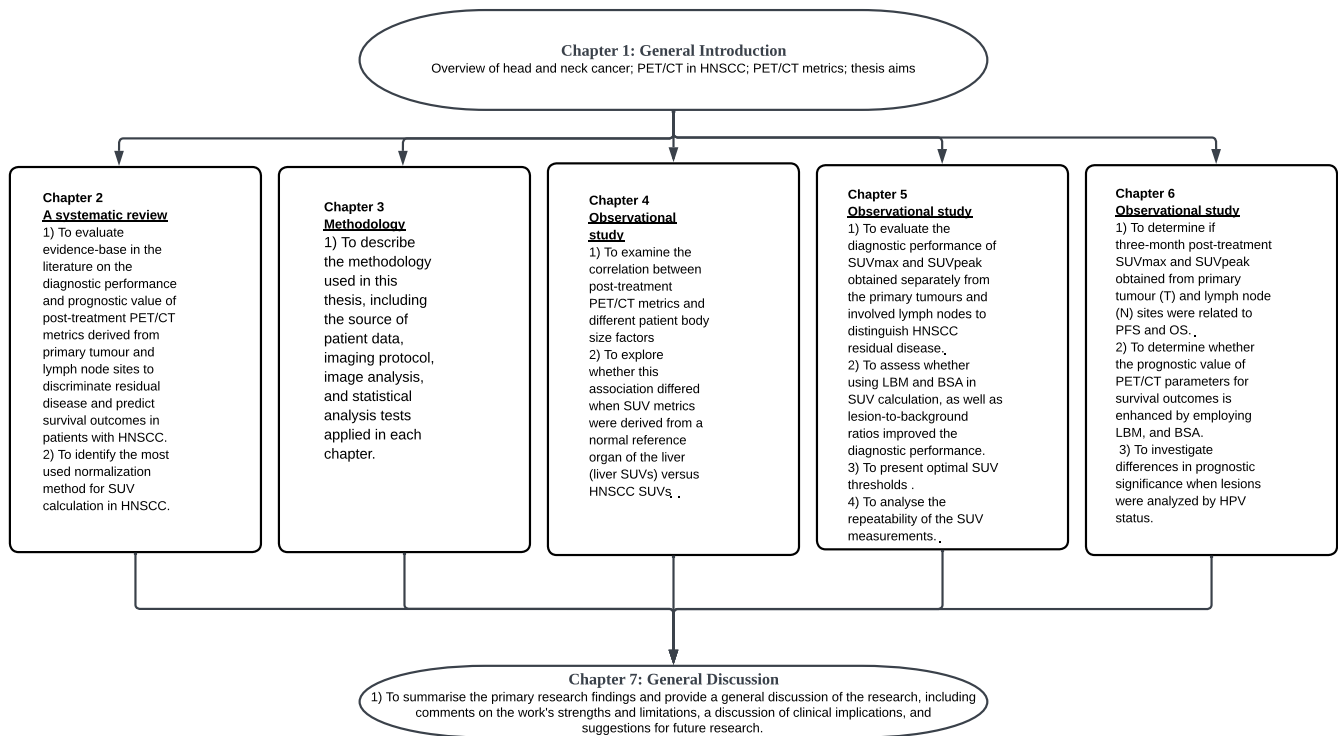 Chapter 1: General Introduction
Overview of head and neck cancer; PET/CT in HNSCC; PET/CT metrics; thesis aims
Chapter 2
A systematic review
1) To evaluate
evidence-base in the
literature on the
diagnostic performance
and prognostic value of
post-treatment PET/CT
metrics derived from
primary tumour and
lymph node sites to
discriminate residual
disease and predict
survival outcomes in
patients with HNSCC.
2) To identify the most
used normalization
method for SUV
calculation in HNSCC.
Chapter 3
Methodology
1) To describe
the methodology
used in this
thesis, including
the source of
patient data,
imaging protocol,
image analysis,
and statistical
analysis tests
applied in each
chapter.
Chapter 4
Observational
study
1) To examine the
correlation between
post-treatment
PET/CT metrics and
different patient body
size factors
2) To explore
whether this
association differed
when SUV metrics
were derived from a
normal reference
organ of the liver
(liver SUVs) versus
HNSCC SUVs. .
Chapter 5
Observational study
1) To evaluate the
diagnostic performance of
SUVmax and SUVpeak
obtained separately from
the primary tumours and
involved lymph nodes to
distinguish HNSCC
residual disease. .
2) To assess whether
using LBM and BSA in
SUV calculation, as well as
lesion-to-background
ratios improved the
diagnostic performance.
3) To present optimal SUV
thresholds .
4) To analyse the
repeatability of the SUV
measurements. .
Chapter 6
Observational study
1) To determine if
three-month post-treatment
SUVmax and SUVpeak
obtained from primary
tumour (T) and lymph node
(N) sites were related to
PFS and OS. .
2) To determine whether
the prognostic value of
PET/CT parameters for
survival outcomes is
enhanced by employing
LBM, and BSA.
3) To investigate
differences in prognostic
significance when lesions
were analyzed by HPV
status.
Chapter 7: General Discussion
1) To summarise the primary research findings and provide a general discussion of the research, including
comments on the work's strengths and limitations, a discussion of clinical implications, and
suggestions for future research.